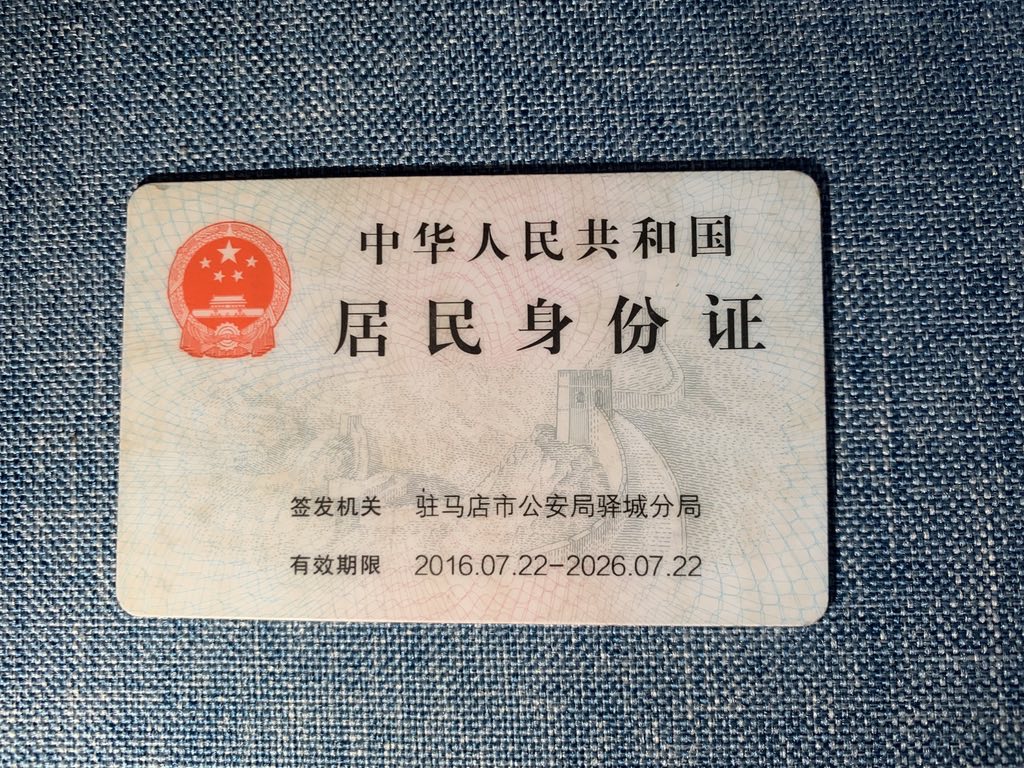 中华人民共和国
居民身份证
签发机关 驻马店市公安局驿城分局
有效期限 2016.07.22-2026.07.22